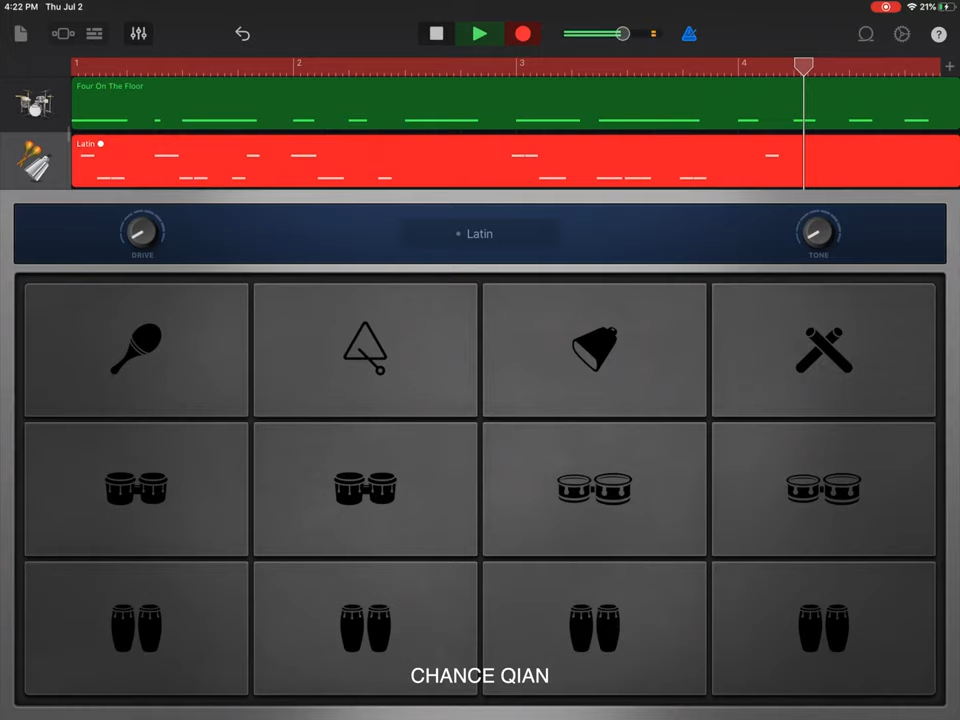 4:22 PM Thu Jul 2
21%
?
1 2 3 4 +
Four On The Floor
Latin
DRIVE
Latin
TONE
CHANCE QIAN